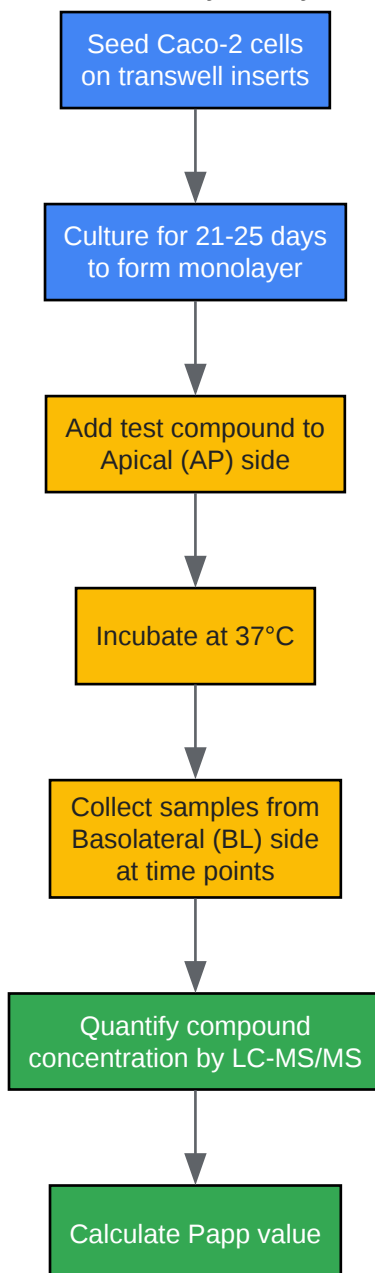 Seed Caco-2 cells
on transwell inserts
Culture for 21-25 days
to form monolayer
Add test compound to
Apical (AP) side
Incubate at 37°C
Collect samples from
Basolateral (BL) side
at time points
Quantify compound
concentration by LC-MS/MS
Calculate Papp value